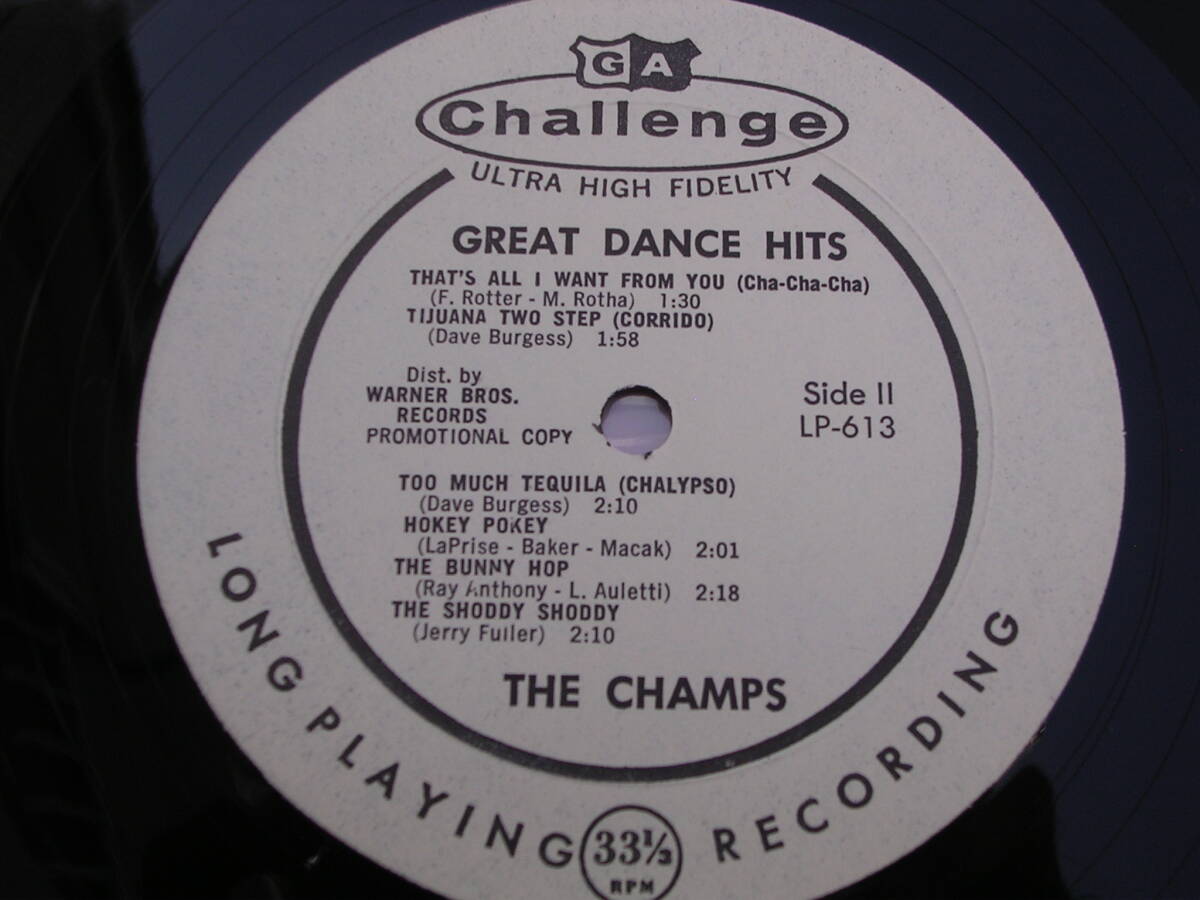 GA
Challenge
ULTRA HIGH FIDELITY
GREAT DANCE HITS
THAT'S ALL I WANT FROM YOU (Cha-Cha-Cha)
(F. Rotter - M. Rotha) 1:30
TIJUANA TWO STEP (CORRIDO)
(Dave Burgess) 1:58
Dist. by
WARNER BROS.
RECORDS
PROMOTIONAL COPY
Side II
LP-613
TOO MUCH TEQUILA (CHALYPSO)
(Dave Burgess) 2:10
HOKEY POKEY
(LaPrise - Baker - Macak) 2:01
THE BUNNY HOP
(Ray Anthony - L. Auletti) 2:18
THE SHODDY SHODDY
(Jerry Fuller) 2:10
THE CHAMPS
LONG PLAYING 33⅓ RECORDING
RPM